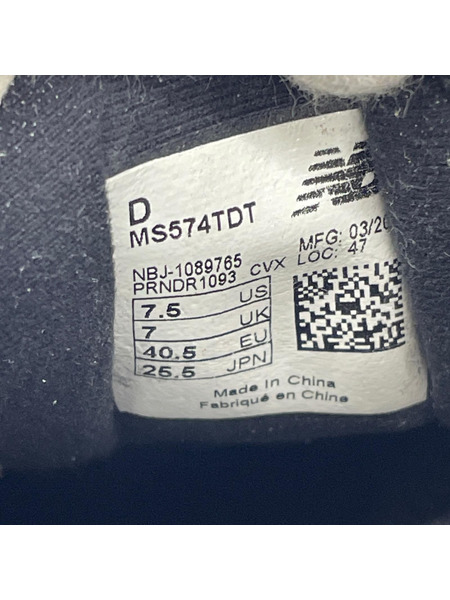 D
MS574TDT
NBJ-1089765
PRNDR1093 CVX
MFG: 03/20
LOC: 47
7.5 US
7 UK
40.5 EU
25.5 JPN
Made in China
Fabriqué en China